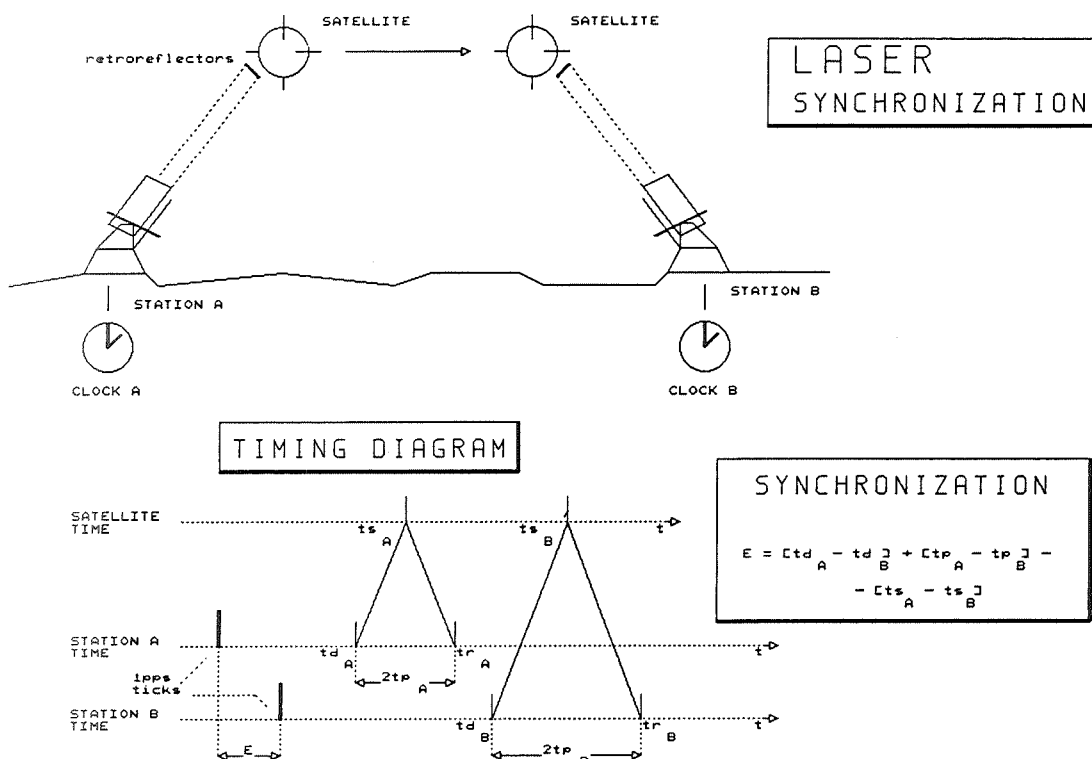 SATELLITE
SATELLITE
retroreflectors
LASER
SYNCHRONIZATION
STATION A
STATION B
CLOCK A
CLOCK B
TIMING DIAGRAM
SYNCHRONIZATION
E = [td A - td B] + [tp A - tp B] -
- [ts A - ts B]
SATELLITE
TIME
ts A
ts B
t
STATION A
TIME
td A
tr A
t
2tp A
1pps
ticks
STATION B
TIME
td B
tr B
t
E
2tp